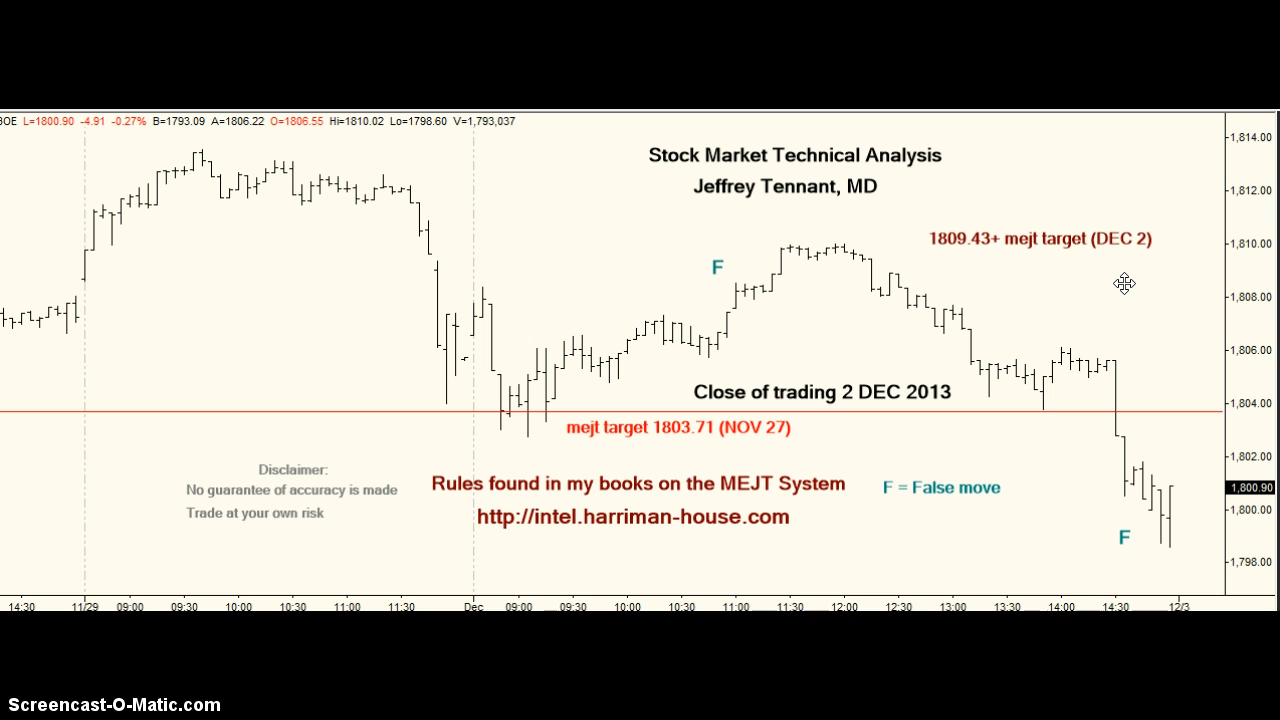 BOE L=1800.90 -4.91 -0.27% B=1793.09 A=1806.22 O=1806.55 Hi=1810.02 Lo=1798.60 V=1,793,037
1,814.00
Stock Market Technical Analysis
Jeffrey Tennant, MD
1,812.00
1809.43+ mejt target (DEC 2)
1,810.00
F
1,808.00
1,806.00
Close of trading 2 DEC 2013
1,804.00
mejt target 1803.71 (NOV 27)
1,802.00
Disclaimer:
No guarantee of accuracy is made
Trade at your own risk
Rules found in my books on the MEJT System
http://intel.harriman-house.com
F = False move
1,800.90
1,800.00
F
1,798.00
14:30 11/29 09:00 09:30 10:00 10:30 11:00 11:30 Dec 09:00 09:30 10:00 10:30 11:00 11:30 12:00 12:30 13:00 13:30 14:00 14:30 12/3
Screencast-O-Matic.com